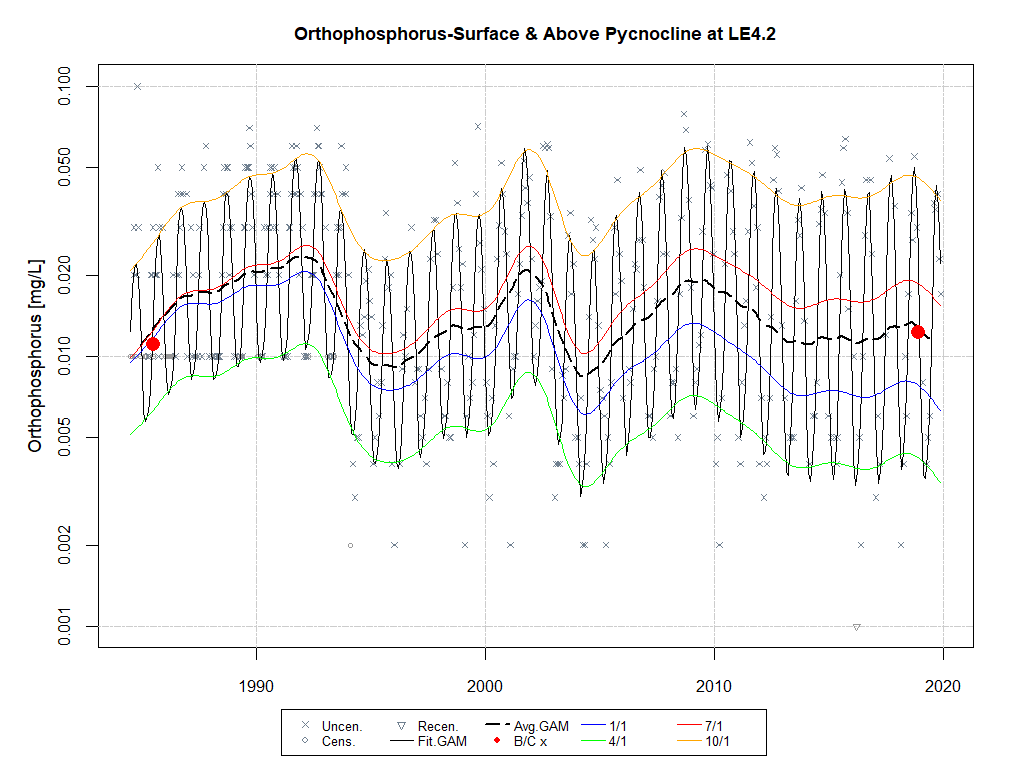 Orthophosphorus-Surface & Above Pycnocline at LE4.2
Orthophosphorus [mg/L]
0.100
0.050
0.020
0.010
0.005
0.002
0.001
1990 2000 2010 2020
Uncen. Recen. Avg.GAM 1/1 7/1
Cens. Fit.GAM B/C x 4/1 10/1